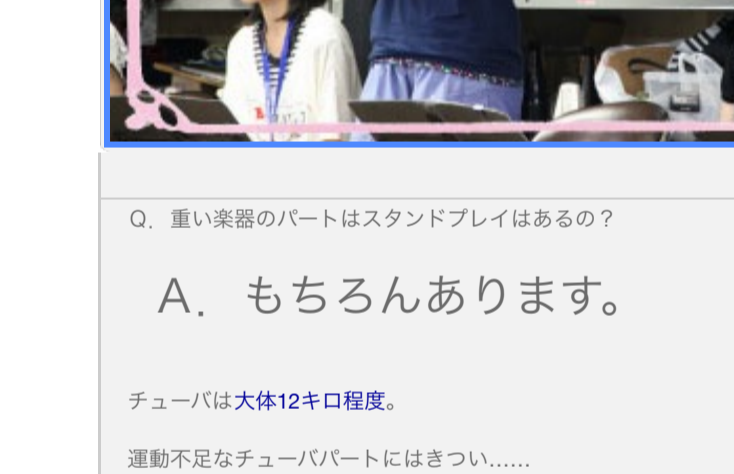 Q. 重い楽器のパートはスタンドプレイはあるの？
A. もちろんあります。
チューバは大体12キロ程度。
運動不足なチューバパートにはきつい……